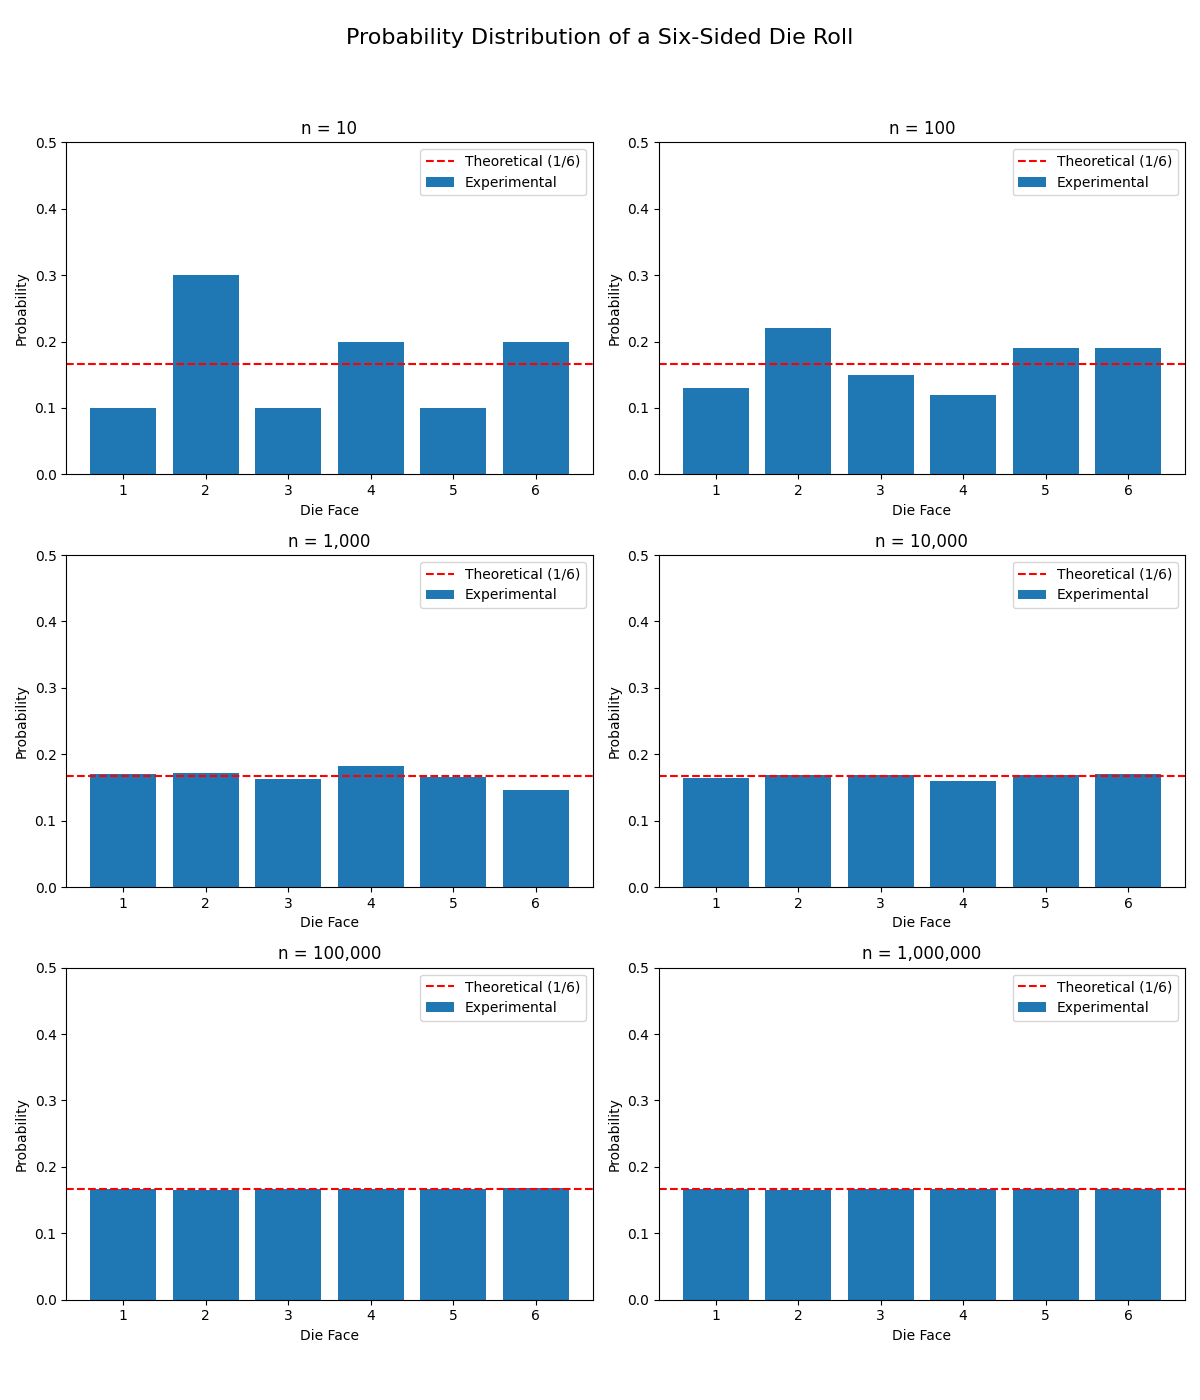 Probability Distribution of a Six-Sided Die Roll
n = 10
0.5
0.4
0.3
0.2
0.1
0.0
Probability
Theoretical (1/6)
Experimental
1 2 3 4 5 6
Die Face
n = 100
0.5
0.4
0.3
0.2
0.1
0.0
Probability
Theoretical (1/6)
Experimental
1 2 3 4 5 6
Die Face
n = 1,000
0.5
0.4
0.3
0.2
0.1
0.0
Probability
Theoretical (1/6)
Experimental
1 2 3 4 5 6
Die Face
n = 10,000
0.5
0.4
0.3
0.2
0.1
0.0
Probability
Theoretical (1/6)
Experimental
1 2 3 4 5 6
Die Face
n = 100,000
0.5
0.4
0.3
0.2
0.1
0.0
Probability
Theoretical (1/6)
Experimental
1 2 3 4 5 6
Die Face
n = 1,000,000
0.5
0.4
0.3
0.2
0.1
0.0
Probability
Theoretical (1/6)
Experimental
1 2 3 4 5 6
Die Face